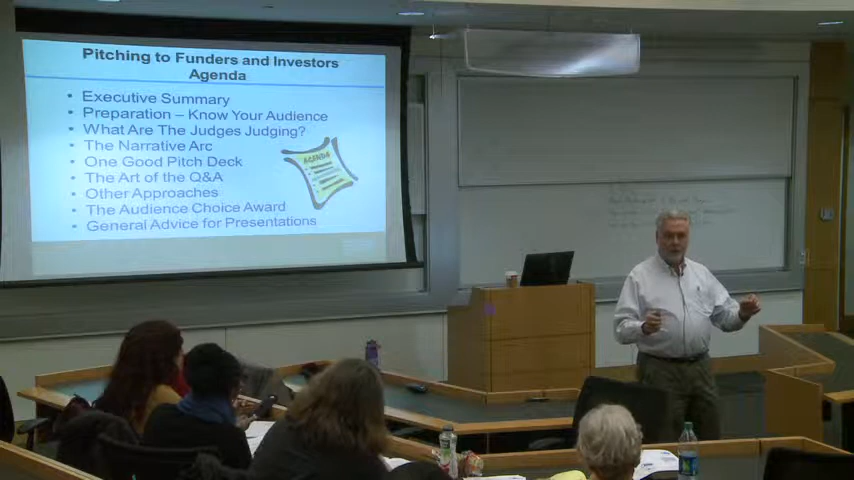 Pitching to Funders and Investors
Agenda
• Executive Summary
• Preparation – Know Your Audience
• What Are The Judges Judging?
• The Narrative Arc
• One Good Pitch Deck
• The Art of the Q&A
• Other Approaches
• The Audience Choice Award
• General Advice for Presentations
AGENDA